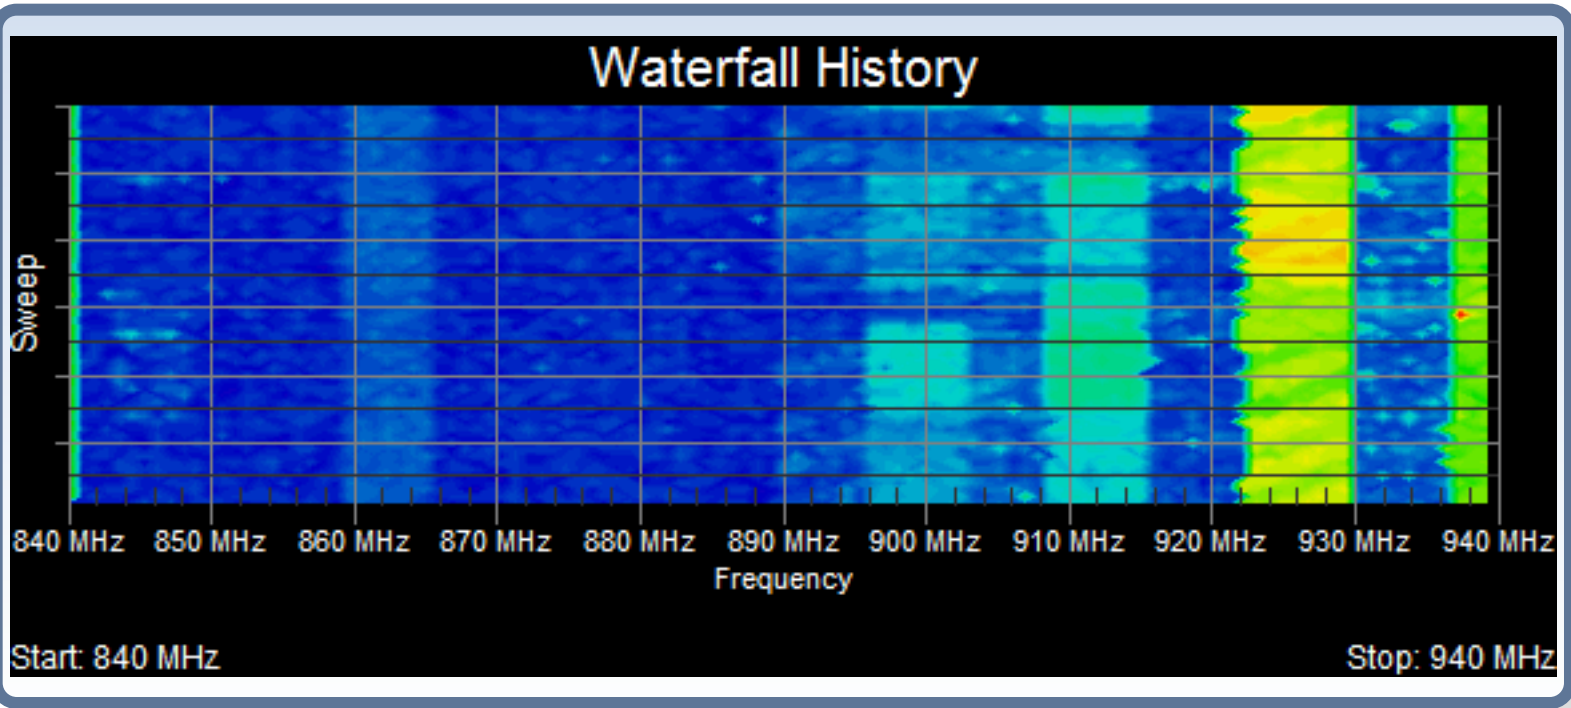 Waterfall History
Sweep
840 MHz 850 MHz 860 MHz 870 MHz 880 MHz 890 MHz 900 MHz 910 MHz 920 MHz 930 MHz 940 MHz
Frequency
Start: 840 MHz Stop: 940 MHz